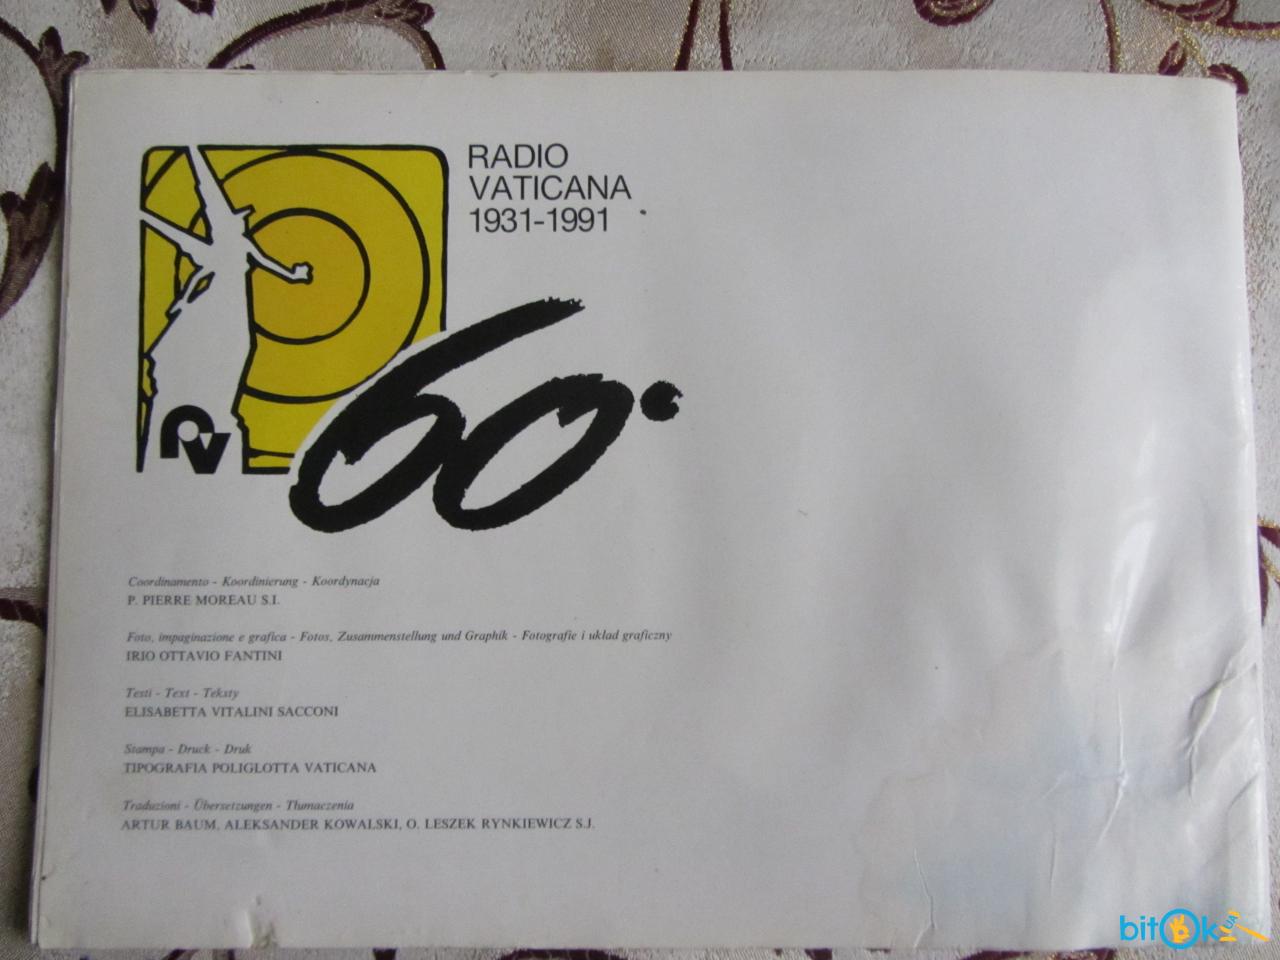 RADIO
VATICANA
1931-1991
60°
RV
Coordinamento - Koordinierung - Koordynacja
P. PIERRE MOREAU S.I.
Foto, impaginazione e grafica - Fotos, Zusammenstellung und Graphik - Fotografie i układ graficzny
IRIO OTTAVIO FANTINI
Testi - Text - Teksty
ELISABETTA VITALINI SACCONI
Stampa - Druck - Druk
TIPOGRAFIA POLIGLOTTA VATICANA
Traduzioni - Übersetzungen - Tłumaczenia
ARTUR BAUM, ALEKSANDER KOWALSKI, O. LESZEK RYNKIEWICZ S.J.
bitOk
UA